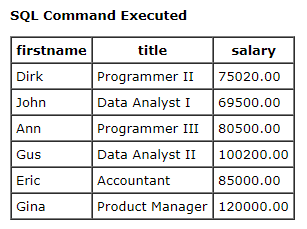 SQL Command Executed
firstname title salary
Dirk Programmer II 75020.00
John Data Analyst I 69500.00
Ann Programmer III 80500.00
Gus Data Analyst II 100200.00
Eric Accountant 85000.00
Gina Product Manager 120000.00